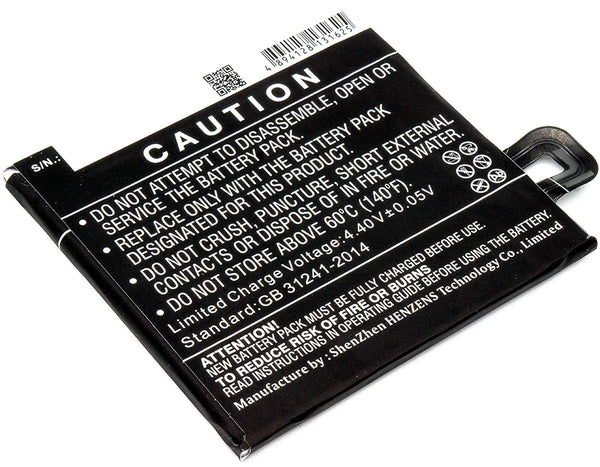 4 894128 131625
S/N.:
CAUTION
• DO NOT ATTEMPT TO DISASSEMBLE, OPEN OR
SERVICE THE BATTERY PACK.
• REPLACE ONLY WITH THE BATTERY PACK
DESIGNATED FOR THIS PRODUCT.
• DO NOT CRUSH, PUNCTURE, SHORT EXTERNAL
CONTACTS OR DISPOSE OF IN FIRE OR WATER.
• DO NOT STORE ABOVE 60℃ (140℉).
Limited Charge Voltage:4.40V±0.05V
Standard:GB 31241-2014
ATTENTION!
NEW BATTERY PACK MUST BE FULLY CHARGED BEFORE USE.
TO REDUCE RISK OF FIRE OR BURNS
READ INSTRUCTIONS CAREFULLY BEFORE USING THE BATTERY.
Manufacture by: ShenZhen HENZENS Technology Co., Limited